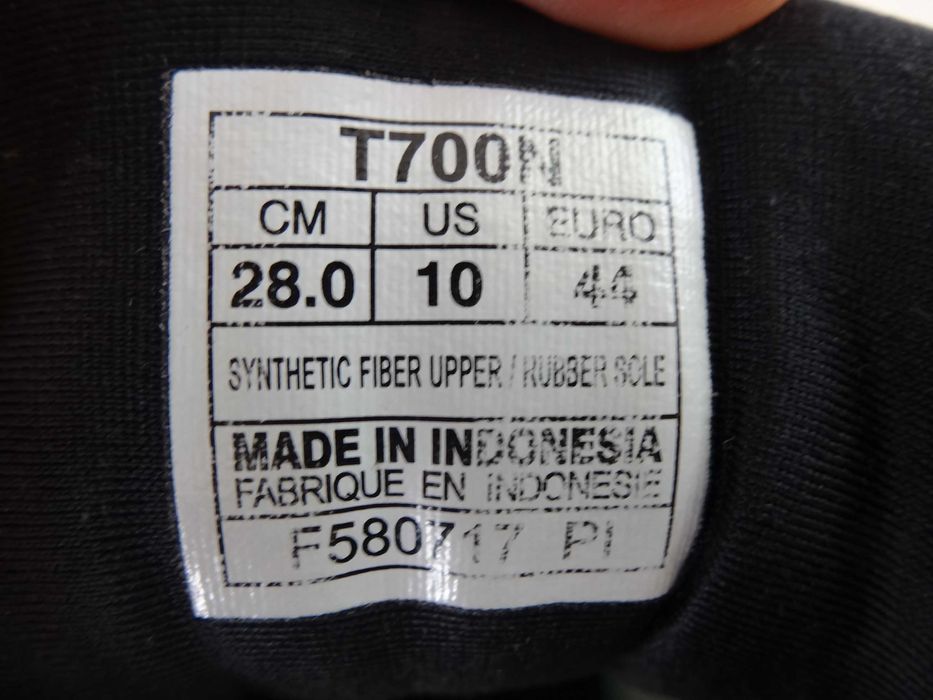 T700
CM US EURO
28.0 10 44
SYNTHETIC FIBER UPPER / RUBBER SOLE
MADE IN INDONESIA
FABRIQUE EN INDONESIE
F580717 PI